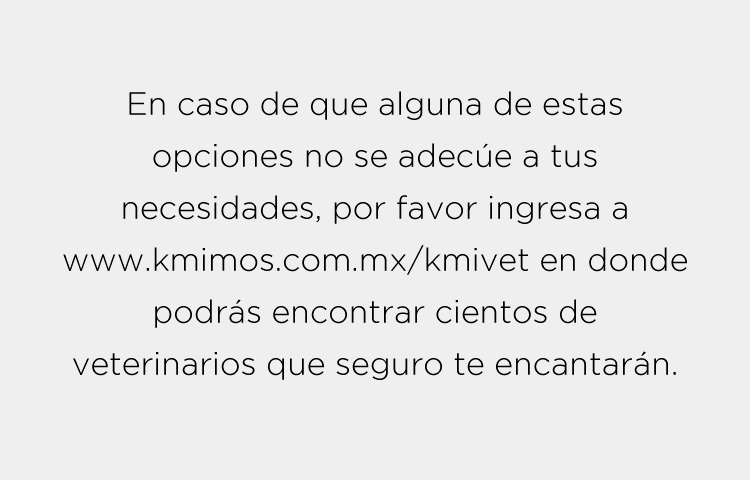 En caso de que alguna de estas
opciones no se adecúe a tus
necesidades, por favor ingresa a
www.kmimos.com.mx/kmivet en donde
podrás encontrar cientos de
veterinarios que seguro te encantarán.